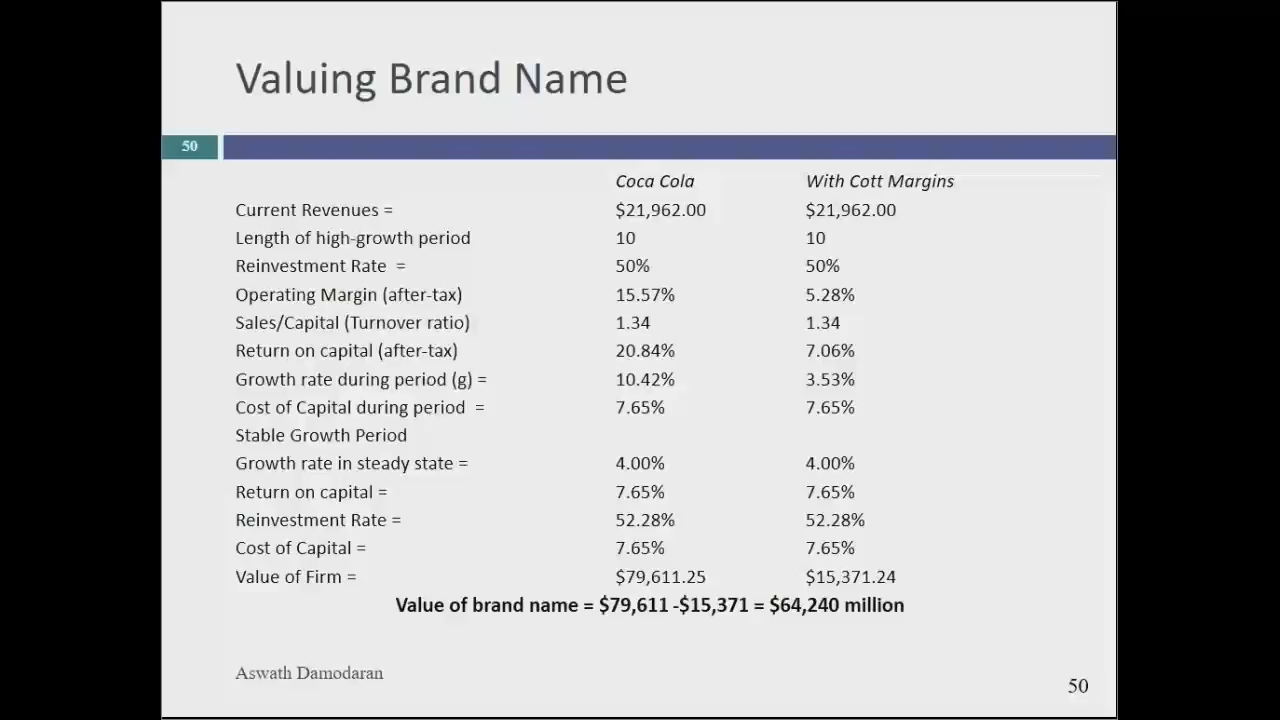 Valuing Brand Name
50
Coca Cola With Cott Margins
Current Revenues = $21,962.00 $21,962.00
Length of high-growth period 10 10
Reinvestment Rate = 50% 50%
Operating Margin (after-tax) 15.57% 5.28%
Sales/Capital (Turnover ratio) 1.34 1.34
Return on capital (after-tax) 20.84% 7.06%
Growth rate during period (g) = 10.42% 3.53%
Cost of Capital during period = 7.65% 7.65%
Stable Growth Period
Growth rate in steady state = 4.00% 4.00%
Return on capital = 7.65% 7.65%
Reinvestment Rate = 52.28% 52.28%
Cost of Capital = 7.65% 7.65%
Value of Firm = $79,611.25 $15,371.24
Value of brand name = $79,611 -$15,371 = $64,240 million
Aswath Damodaran
50